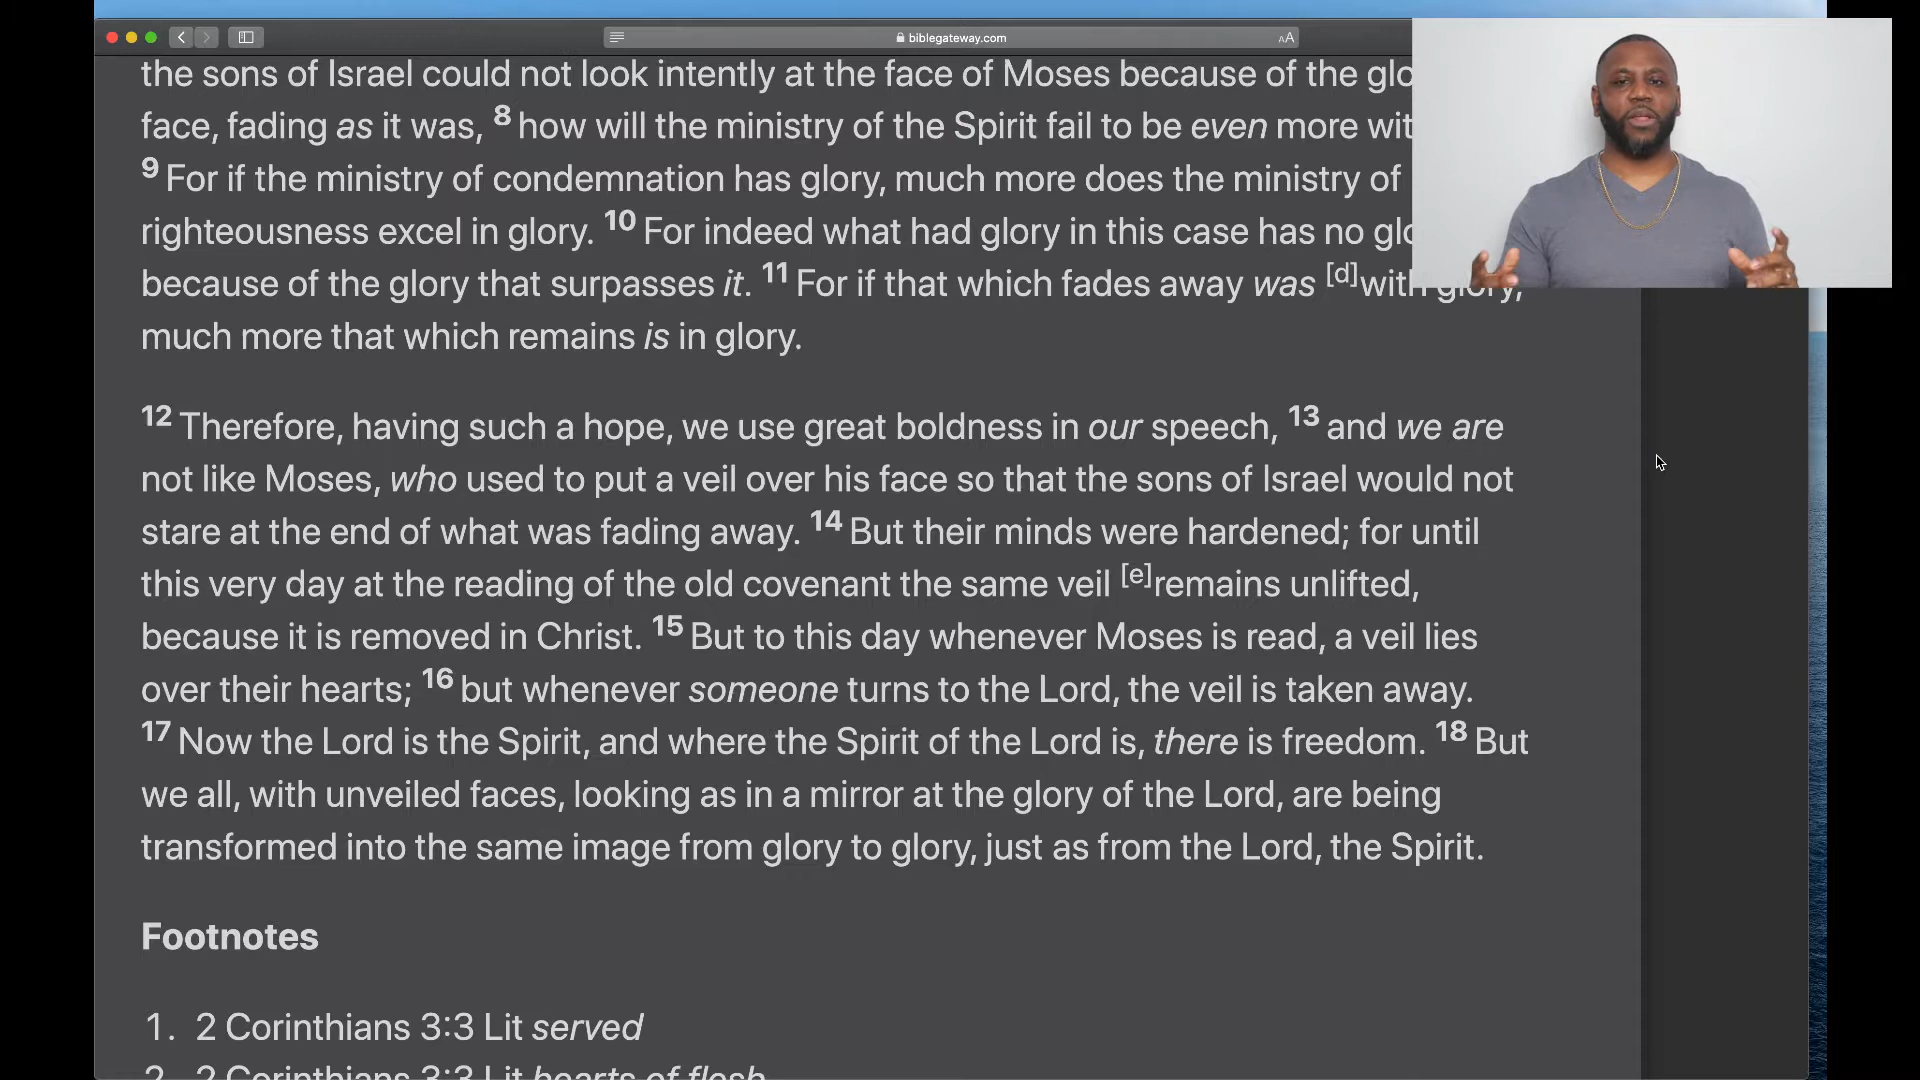 biblegateway.com
AA
the sons of Israel could not look intently at the face of Moses because of the
face, fading as it was, 8 how will the ministry of the Spirit fail to be even more
9 For if the ministry of condemnation has glory, much more does the ministry of
righteousness excel in glory. 10 For indeed what had glory in this case has no
because of the glory that surpasses it. 11 For if that which fades away was [d]with glory,
much more that which remains is in glory.
12 Therefore, having such a hope, we use great boldness in our speech, 13 and we are
not like Moses, who used to put a veil over his face so that the sons of Israel would not
stare at the end of what was fading away. 14 But their minds were hardened; for until
this very day at the reading of the old covenant the same veil [e]remains unlifted,
because it is removed in Christ. 15 But to this day whenever Moses is read, a veil lies
over their hearts; 16 but whenever someone turns to the Lord, the veil is taken away.
17 Now the Lord is the Spirit, and where the Spirit of the Lord is, there is freedom. 18 But
we all, with unveiled faces, looking as in a mirror at the glory of the Lord, are being
transformed into the same image from glory to glory, just as from the Lord, the Spirit.
Footnotes
1. 2 Corinthians 3:3 Lit served
2. 2 Corinthians 3:3 Lit hearts of flesh